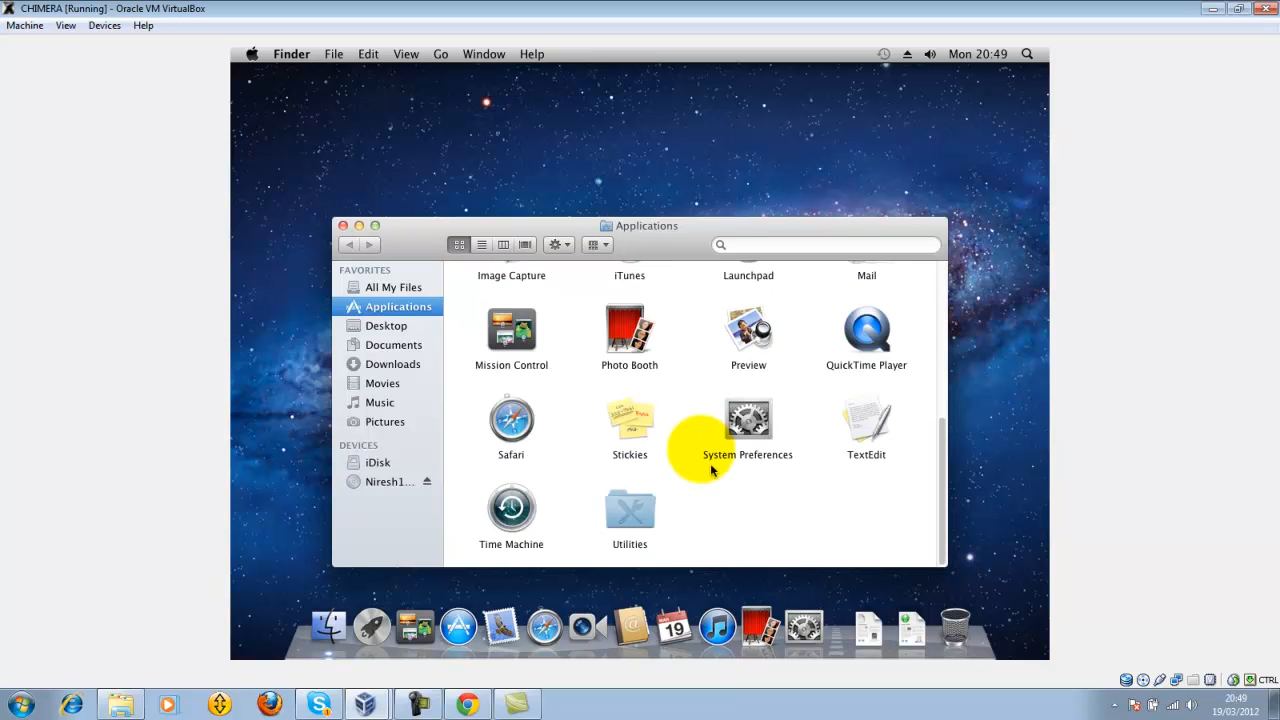 CHIMERA [Running] - Oracle VM VirtualBox
Machine View Devices Help
Finder File Edit View Go Window Help Mon 20:49
Applications
FAVORITES
All My Files
Applications
Desktop
Documents
Downloads
Movies
Music
Pictures
DEVICES
iDisk
Niresh1...
Image Capture iTunes Launchpad Mail
Mission Control Photo Booth Preview QuickTime Player
Safari Stickies System Preferences TextEdit
Time Machine Utilities
19
CTRL
20:49
19/03/2012